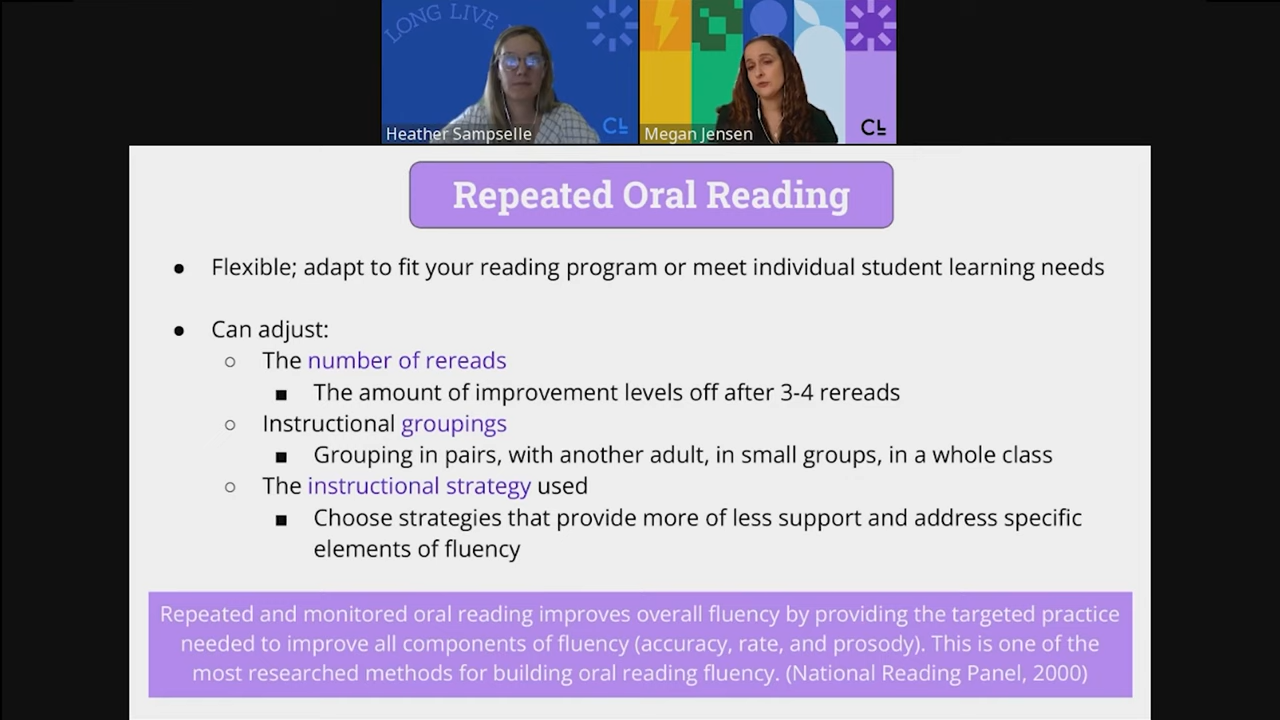 LONG LIVE
Heather Sampselle
CL
Megan Jensen
CL
Repeated Oral Reading
● Flexible; adapt to fit your reading program or meet individual student learning needs
● Can adjust:
○ The number of rereads
■ The amount of improvement levels off after 3-4 rereads
○ Instructional groupings
■ Grouping in pairs, with another adult, in small groups, in a whole class
○ The instructional strategy used
■ Choose strategies that provide more of less support and address specific
elements of fluency
Repeated and monitored oral reading improves overall fluency by providing the targeted practice
needed to improve all components of fluency (accuracy, rate, and prosody). This is one of the
most researched methods for building oral reading fluency. (National Reading Panel, 2000)